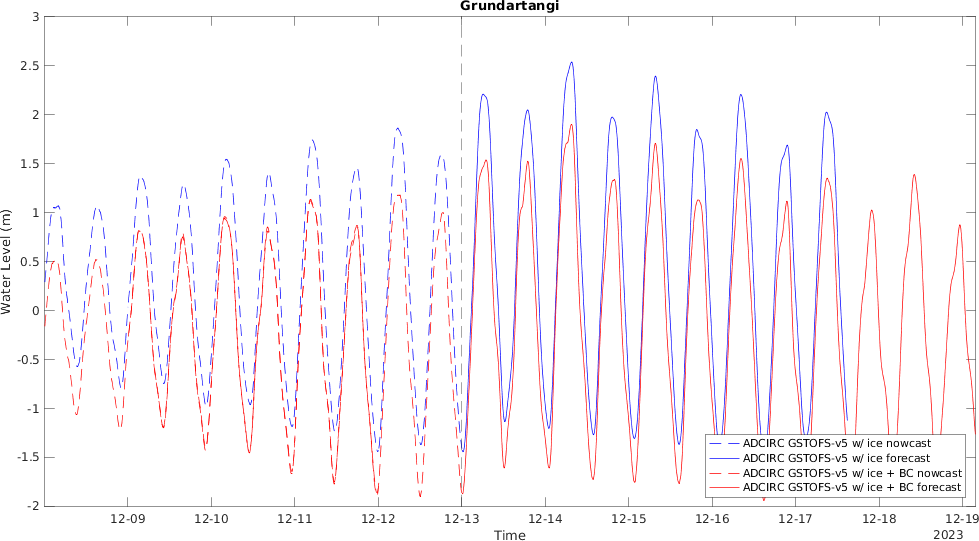 Grundartangi
3
2.5
2
1.5
1
0.5
0
-0.5
-1
-1.5
-2
Water Level (m)
12-09 12-10 12-11 12-12 12-13 12-14 12-15 12-16 12-17 12-18 12-19
Time
2023
ADCIRC GSTOFS-v5 w/ ice nowcast
ADCIRC GSTOFS-v5 w/ ice forecast
ADCIRC GSTOFS-v5 w/ ice + BC nowcast
ADCIRC GSTOFS-v5 w/ ice + BC forecast